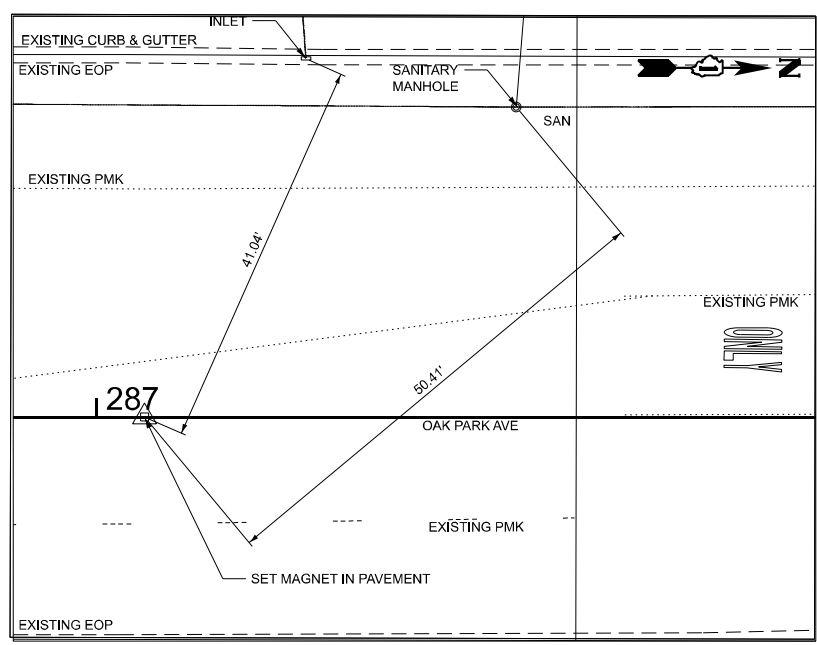 INLET
EXISTING CURB & GUTTER
EXISTING EOP
SANITARY
MANHOLE
N
SAN
EXISTING PMK
41.04'
EXISTING PMK
ONLY
50.41'
287
OAK PARK AVE
EXISTING PMK
SET MAGNET IN PAVEMENT
EXISTING EOP